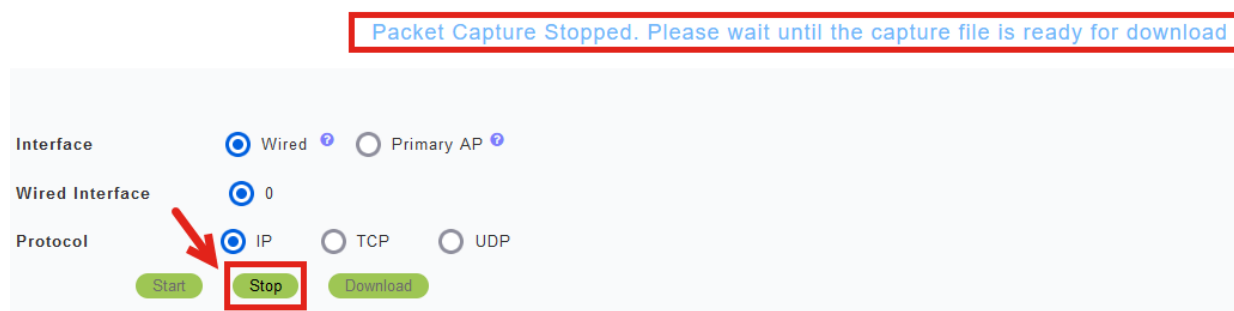 Packet Capture Stopped. Please wait until the capture file is ready for download
Interface Wired ? Primary AP ?
Wired Interface 0
Protocol IP TCP UDP
Start Stop Download